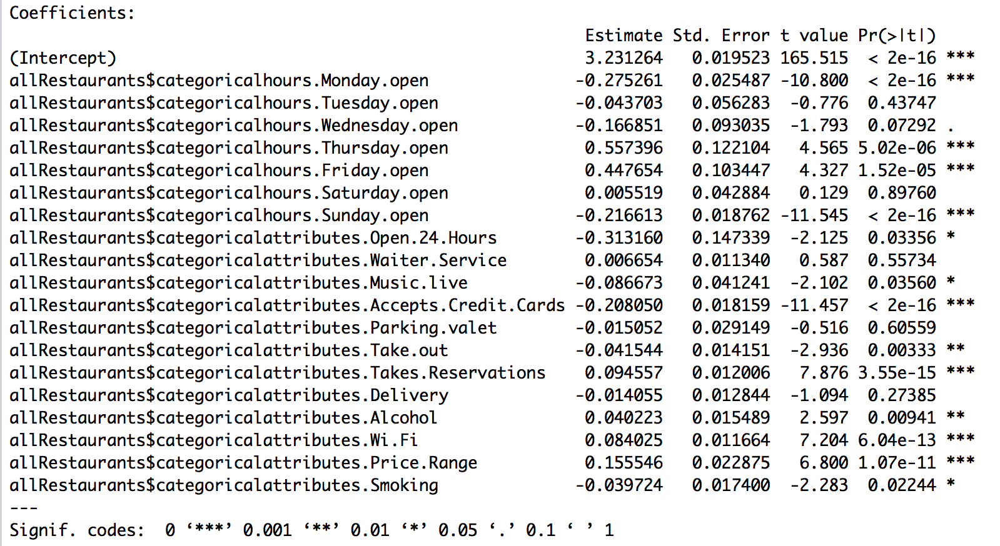 Coefficients:
Estimate Std. Error t value Pr(>|t|)
(Intercept) 3.231264 0.019523 165.515 < 2e-16 ***
allRestaurants$categoricalhours.Monday.open -0.275261 0.025487 -10.800 < 2e-16 ***
allRestaurants$categoricalhours.Tuesday.open -0.043703 0.056283 -0.776 0.43747
allRestaurants$categoricalhours.Wednesday.open -0.166851 0.093035 -1.793 0.07292 .
allRestaurants$categoricalhours.Thursday.open 0.557396 0.122104 4.565 5.02e-06 ***
allRestaurants$categoricalhours.Friday.open 0.447654 0.103447 4.327 1.52e-05 ***
allRestaurants$categoricalhours.Saturday.open 0.005519 0.042884 0.129 0.89760
allRestaurants$categoricalhours.Sunday.open -0.216613 0.018762 -11.545 < 2e-16 ***
allRestaurants$categoricalattributes.Open.24.Hours -0.313160 0.147339 -2.125 0.03356 *
allRestaurants$categoricalattributes.Waiter.Service 0.006654 0.011340 0.587 0.55734
allRestaurants$categoricalattributes.Music.live -0.086673 0.041241 -2.102 0.03560 *
allRestaurants$categoricalattributes.Accepts.Credit.Cards -0.208050 0.018159 -11.457 < 2e-16 ***
allRestaurants$categoricalattributes.Parking.valet -0.015052 0.029149 -0.516 0.60559
allRestaurants$categoricalattributes.Take.out -0.041544 0.014151 -2.936 0.00333 **
allRestaurants$categoricalattributes.Takes.Reservations 0.094557 0.012006 7.876 3.55e-15 ***
allRestaurants$categoricalattributes.Delivery -0.014055 0.012844 -1.094 0.27385
allRestaurants$categoricalattributes.Alcohol 0.040223 0.015489 2.597 0.00941 **
allRestaurants$categoricalattributes.Wi.Fi 0.084025 0.011664 7.204 6.04e-13 ***
allRestaurants$categoricalattributes.Price.Range 0.155546 0.022875 6.800 1.07e-11 ***
allRestaurants$categoricalattributes.Smoking -0.039724 0.017400 -2.283 0.02244 *
---
Signif. codes: 0 ‘***’ 0.001 ‘**’ 0.01 ‘*’ 0.05 ‘.’ 0.1 ‘ ’ 1